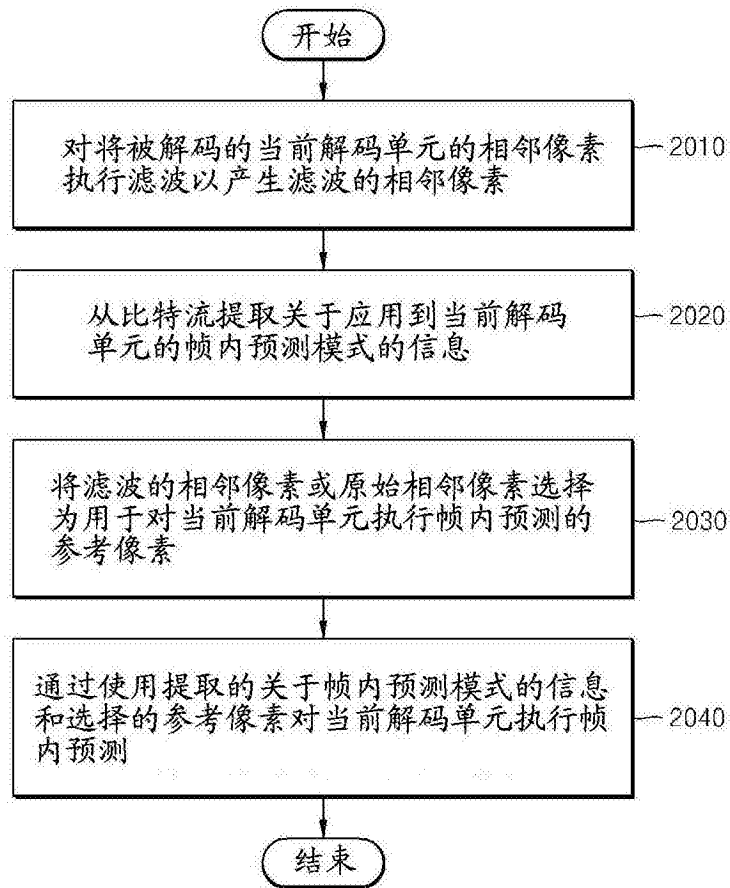 开始
对将被解码的当前解码单元的相邻像素
执行滤波以产生滤波的相邻像素
2010
从比特流提取关于应用到当前解码
单元的帧内预测模式的信息
2020
将滤波的相邻像素或原始相邻像素选择
为用于对当前解码单元执行帧内预测的
参考像素
2030
通过使用提取的关于帧内预测模式的信息
和选择的参考像素对当前解码单元执行帧
内预测
2040
结束